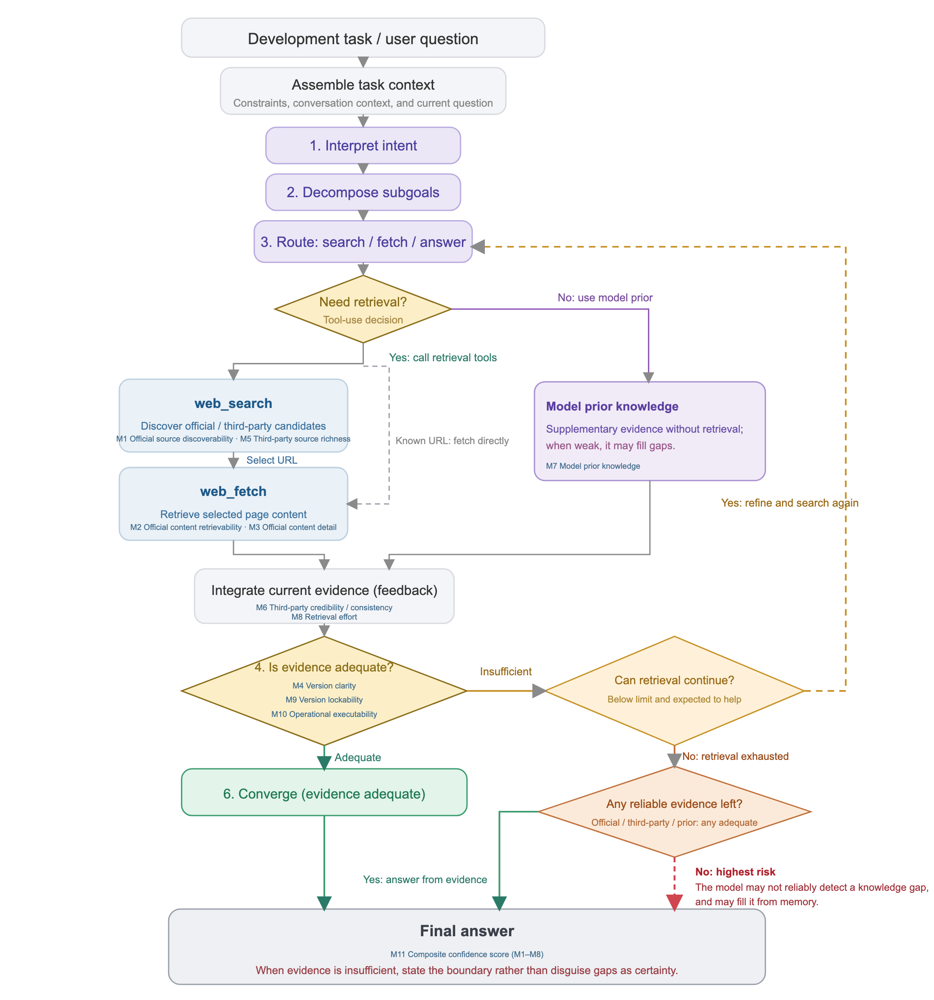 Development task / user question
Assemble task context
Constraints, conversation context, and current question
1. Interpret intent
2. Decompose subgoals
3. Route: search / fetch / answer
Need retrieval?
Tool-use decision
No: use model prior
Yes: call retrieval tools
web_search
Discover official / third-party candidates
M1 Official source discoverability · M5 Third-party source richness
Known URL: fetch directly
Model prior knowledge
Supplementary evidence without retrieval;
when weak, it may fill gaps.
M7 Model prior knowledge
Select URL
web_fetch
Retrieve selected page content
M2 Official content retrievability · M3 Official content detail
Yes: refine and search again
Integrate current evidence (feedback)
M6 Third-party credibility / consistency
M8 Retrieval effort
4. Is evidence adequate?
M4 Version clarity
M9 Version lockability
M10 Operational executability
Insufficient
Can retrieval continue?
Below limit and expected to help
Adequate
No: retrieval exhausted
6. Converge (evidence adequate)
Any reliable evidence left?
Official / third-party / prior: any adequate
Yes: answer from evidence
No: highest risk
The model may not reliably detect a knowledge gap,
and may fill it from memory.
Final answer
M11 Composite confidence score (M1–M8)
When evidence is insufficient, state the boundary rather than disguise gaps as certainty.